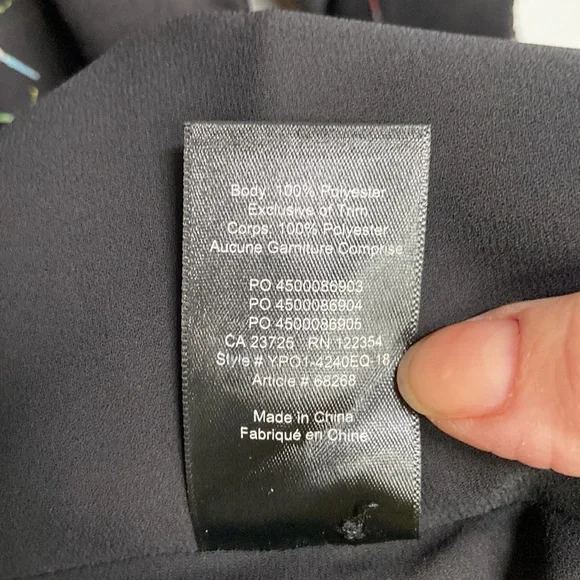 Body: 100% Polyester
Exclusive of Trim
Corps: 100% Polyester
Aucune Garniture Comprise
PO 4500086903
PO 4500086904
PO 4500086905
CA 23725 RN 122354
Style # YPO1-4240EQ-18
Article # 68268
Made in China
Fabriqué en Chine